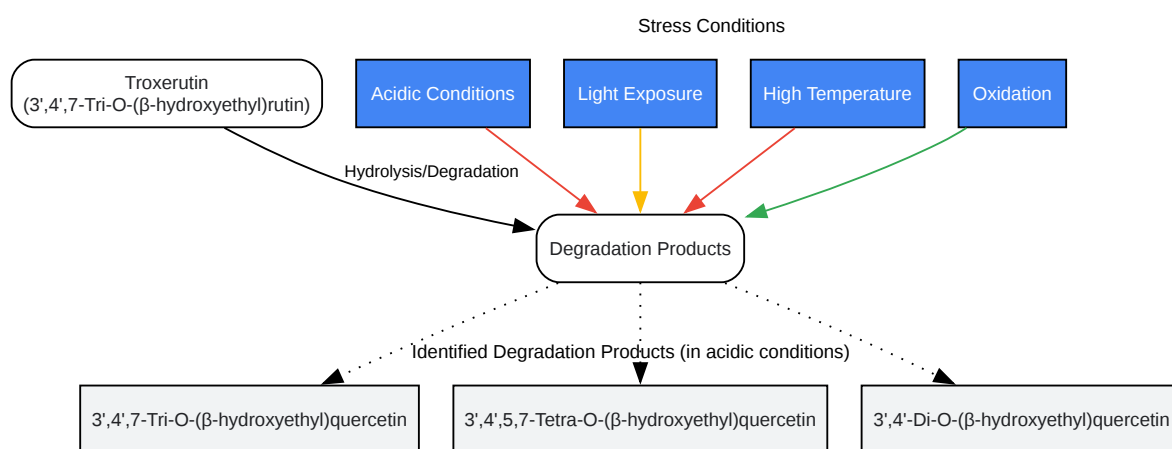 Stress Conditions
Troxerutin
(3',4',7-Tri-O-(β-hydroxyethyl)rutin)
Acidic Conditions
Light Exposure
High Temperature
Oxidation
Hydrolysis/Degradation
Degradation Products
Identified Degradation Products (in acidic conditions)
3',4',7-Tri-O-(β-hydroxyethyl)quercetin
3',4',5,7-Tetra-O-(β-hydroxyethyl)quercetin
3',4'-Di-O-(β-hydroxyethyl)quercetin